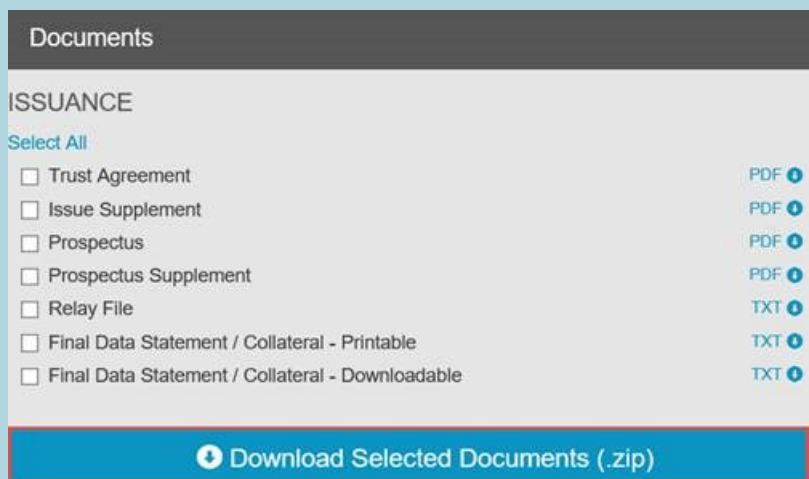 Documents
ISSUANCE
Select All
Trust Agreement PDF
Issue Supplement PDF
Prospectus PDF
Prospectus Supplement PDF
Relay File TXT
Final Data Statement / Collateral - Printable TXT
Final Data Statement / Collateral - Downloadable TXT
Download Selected Documents (.zip)